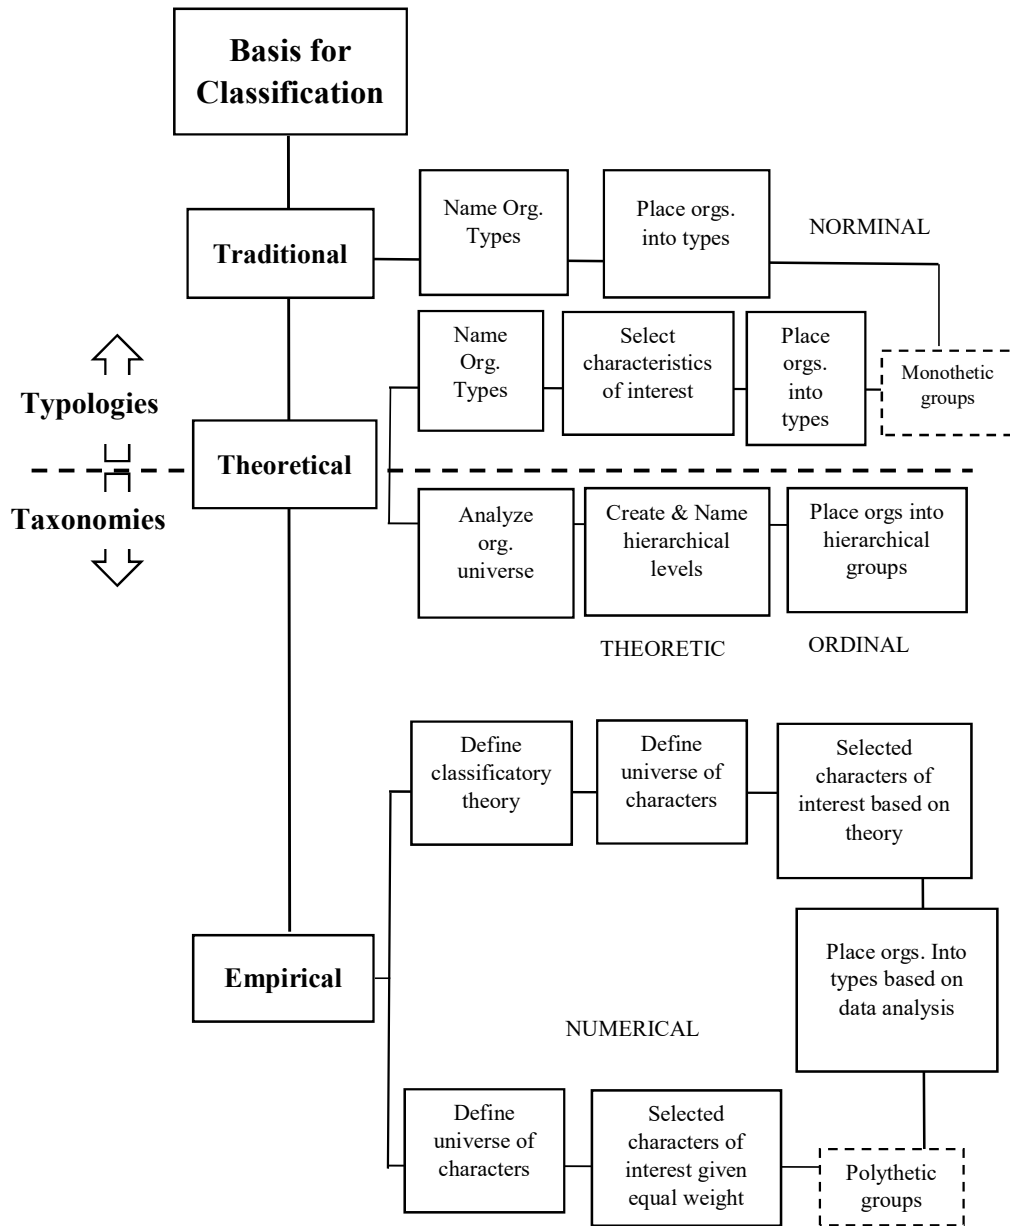 Basis for
Classification
Traditional
Name Org.
Types
Place orgs.
into types
NORMINAL
Name
Org.
Types
Select
characteristics
of interest
Place
orgs.
into
types
Monothetic
groups
Typologies
Theoretical
Taxonomies
Analyze
org.
universe
Create & Name
hierarchical
levels
Place orgs into
hierarchical
groups
THEORETIC
ORDINAL
Define
classificatory
theory
Define
universe of
characters
Selected
characters of
interest based on
theory
Empirical
Place orgs. Into
types based on
data analysis
NUMERICAL
Define
universe of
characters
Selected
characters of
interest given
equal weight
Polythetic
groups